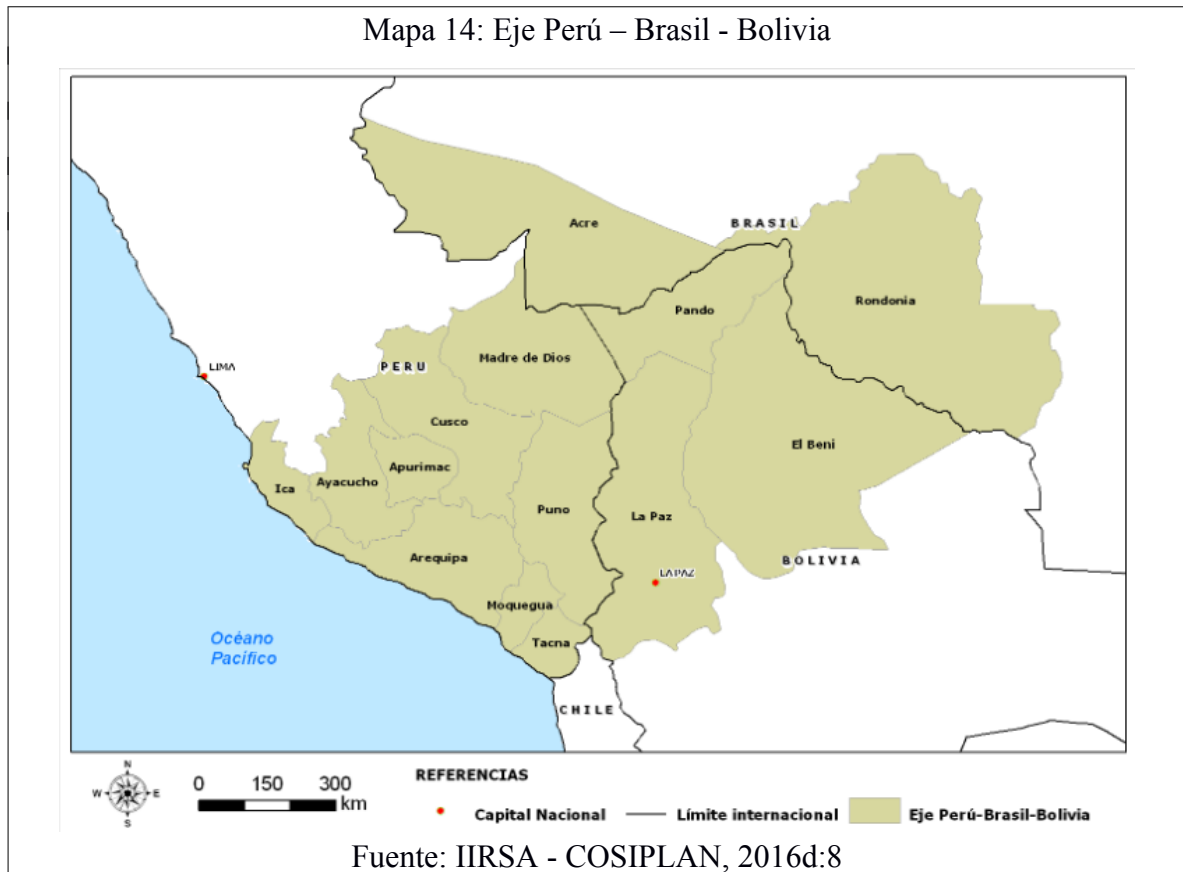 Mapa 14: Eje Perú – Brasil - Bolivia
Acre
BRASIL
Rondonia
Pando
Madre de Dios
PERU
LIMA
Cusco
El Beni
Apurimac
Ayacucho
Ica
Puno
La Paz
Arequipa
BOLIVIA
LA PAZ
Moquegua
Tacna
Océano
Pacífico
CHILE
REFERENCIAS
N
W E
S
0 150 300
km
Capital Nacional
Límite internacional
Eje Perú-Brasil-Bolivia
Fuente: IIRSA - COSIPLAN, 2016d:8